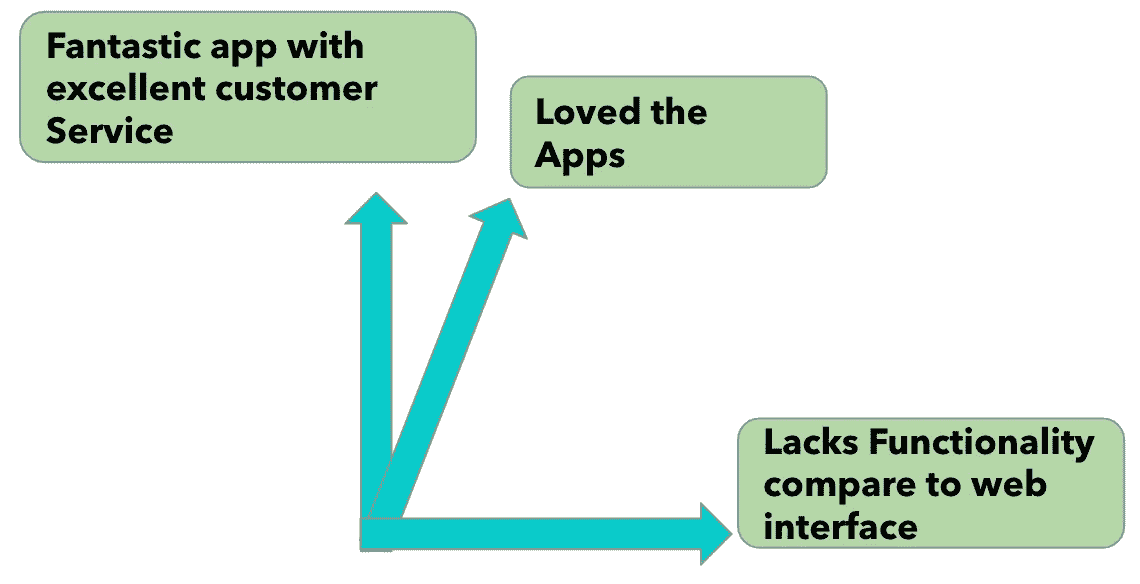 Fantastic app with
excellent customer
Service
Loved the
Apps
Lacks Functionality
compare to web
interface